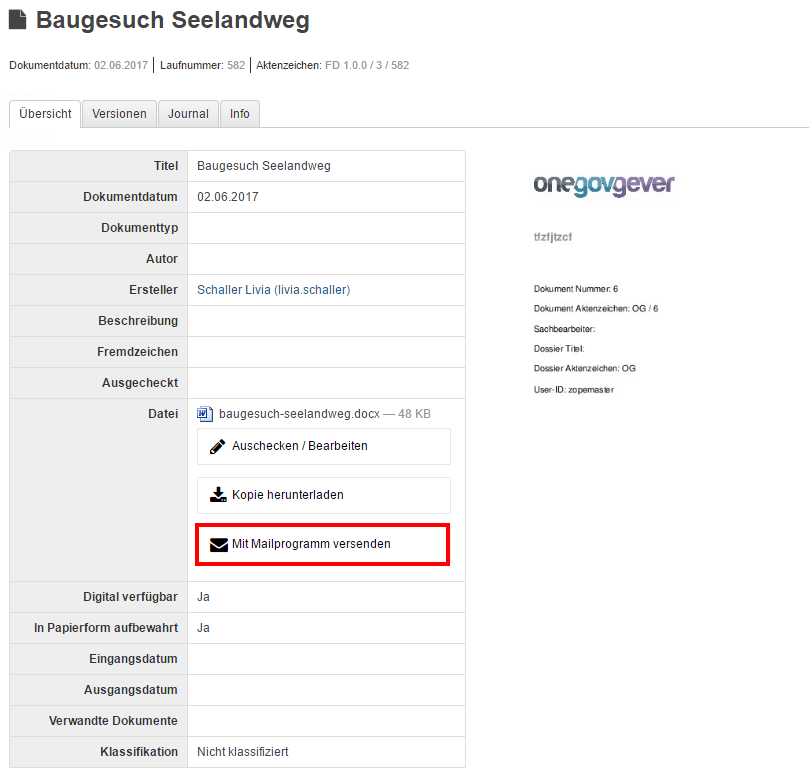 Baugesuch Seelandweg
Dokumentdatum: 02.06.2017 | Laufnummer: 582 | Aktenzeichen: FD 1.0.0 / 3 / 582
Übersicht Versionen Journal Info
Titel Baugesuch Seelandweg
Dokumentdatum 02.06.2017
Dokumenttyp
Autor
Ersteller Schaller Livia (livia.schaller)
Beschreibung
Fremdzeichen
Ausgecheckt
Datei baugesuch-seelandweg.docx — 48 KB
Auschecken / Bearbeiten
Kopie herunterladen
Mit Mailprogramm versenden
Digital verfügbar Ja
In Papierform aufbewahrt Ja
Eingangsdatum
Ausgangsdatum
Verwandte Dokumente
Klassifikation Nicht klassifiziert
onegovgever
tfzfjtzcf
Dokument Nummer: 6
Dokument Aktenzeichen: OG / 6
Sachbearbeiter:
Dossier Titel:
Dossier Aktenzeichen: OG
User-ID: zopemaster